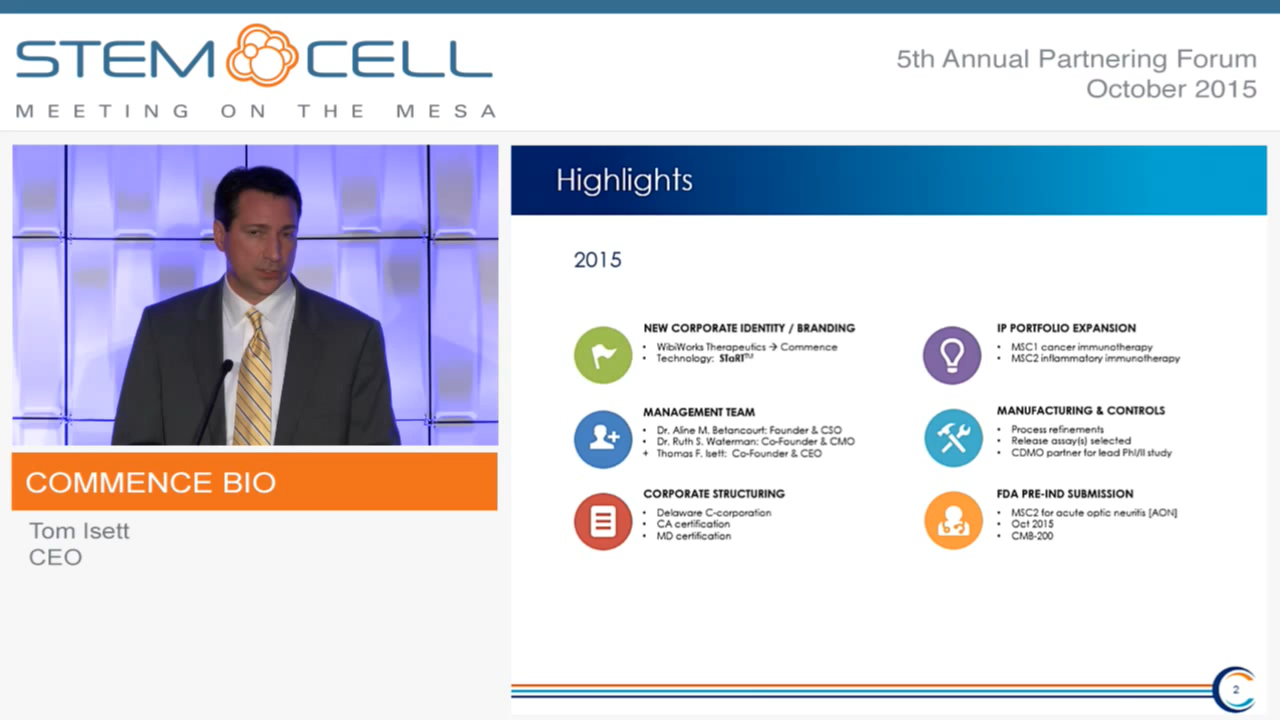 STEM CELL
MEETING ON THE MESA
5th Annual Partnering Forum
October 2015
COMMENCE BIO
Tom Isett
CEO
Highlights
2015
NEW CORPORATE IDENTITY / BRANDING
• WibiWorks Therapeutics → Commence
• Technology: STaRT™
MANAGEMENT TEAM
• Dr. Aline M. Betancourt: Founder & CSO
• Dr. Ruth S. Waterman: Co-Founder & CMO
+ Thomas F. Isett: Co-Founder & CEO
CORPORATE STRUCTURING
• Delaware C-corporation
• CA certification
• MD certification
IP PORTFOLIO EXPANSION
• MSC1 cancer immunotherapy
• MSC2 inflammatory immunotherapy
MANUFACTURING & CONTROLS
• Process refinements
• Release assay(s) selected
• CDMO partner for lead PhI/II study
FDA PRE-IND SUBMISSION
• MSC2 for acute optic neuritis [AON]
• Oct 2015
• CMB-200
2